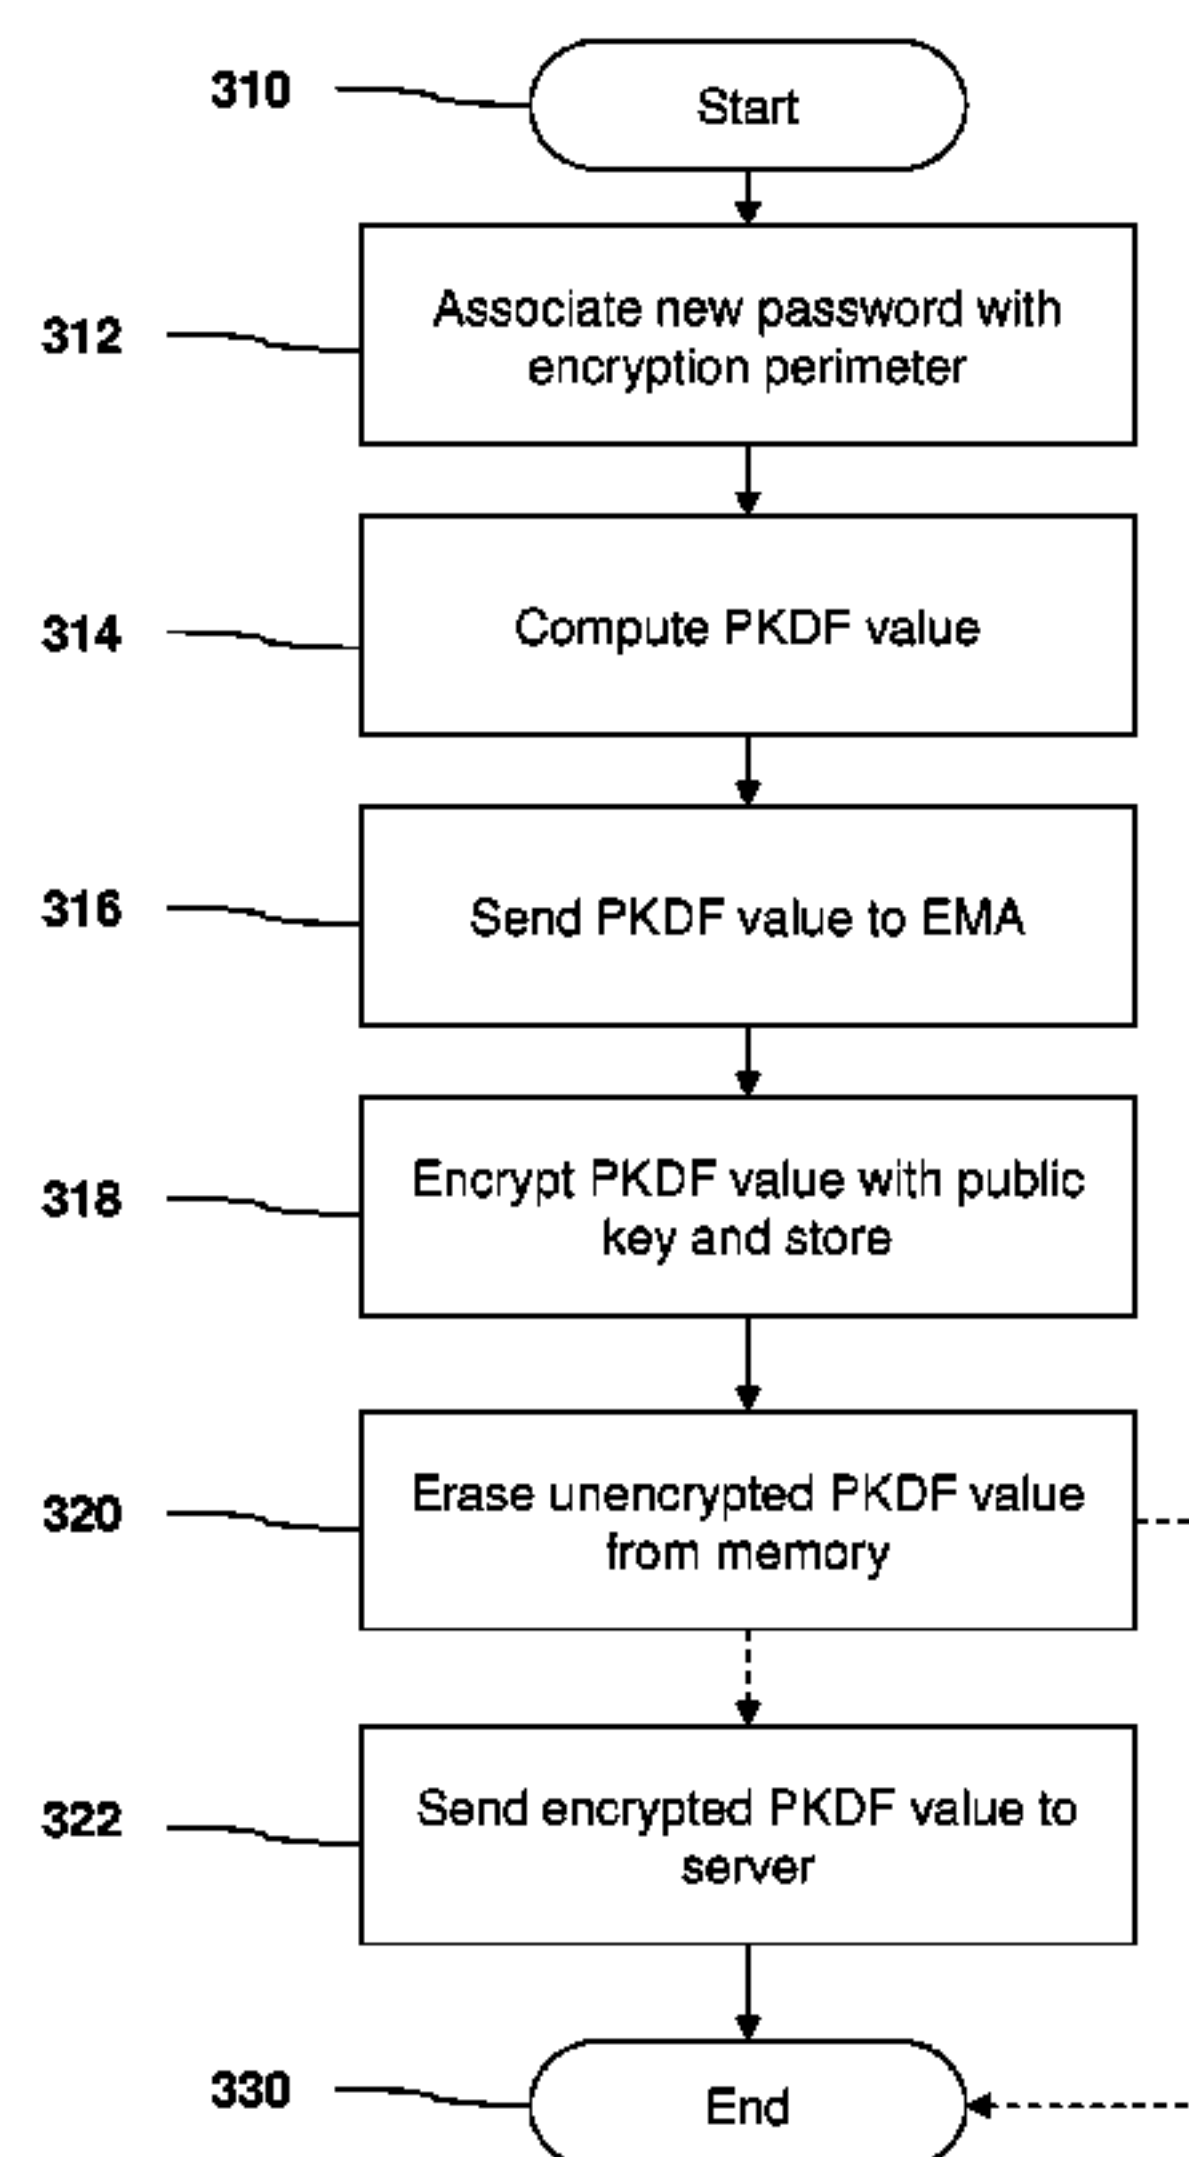 310
Start
312
Associate new password with
encryption perimeter
314
Compute PKDF value
316
Send PKDF value to EMA
318
Encrypt PKDF value with public
key and store
320
Erase unencrypted PKDF value
from memory
322
Send encrypted PKDF value to
server
330
End